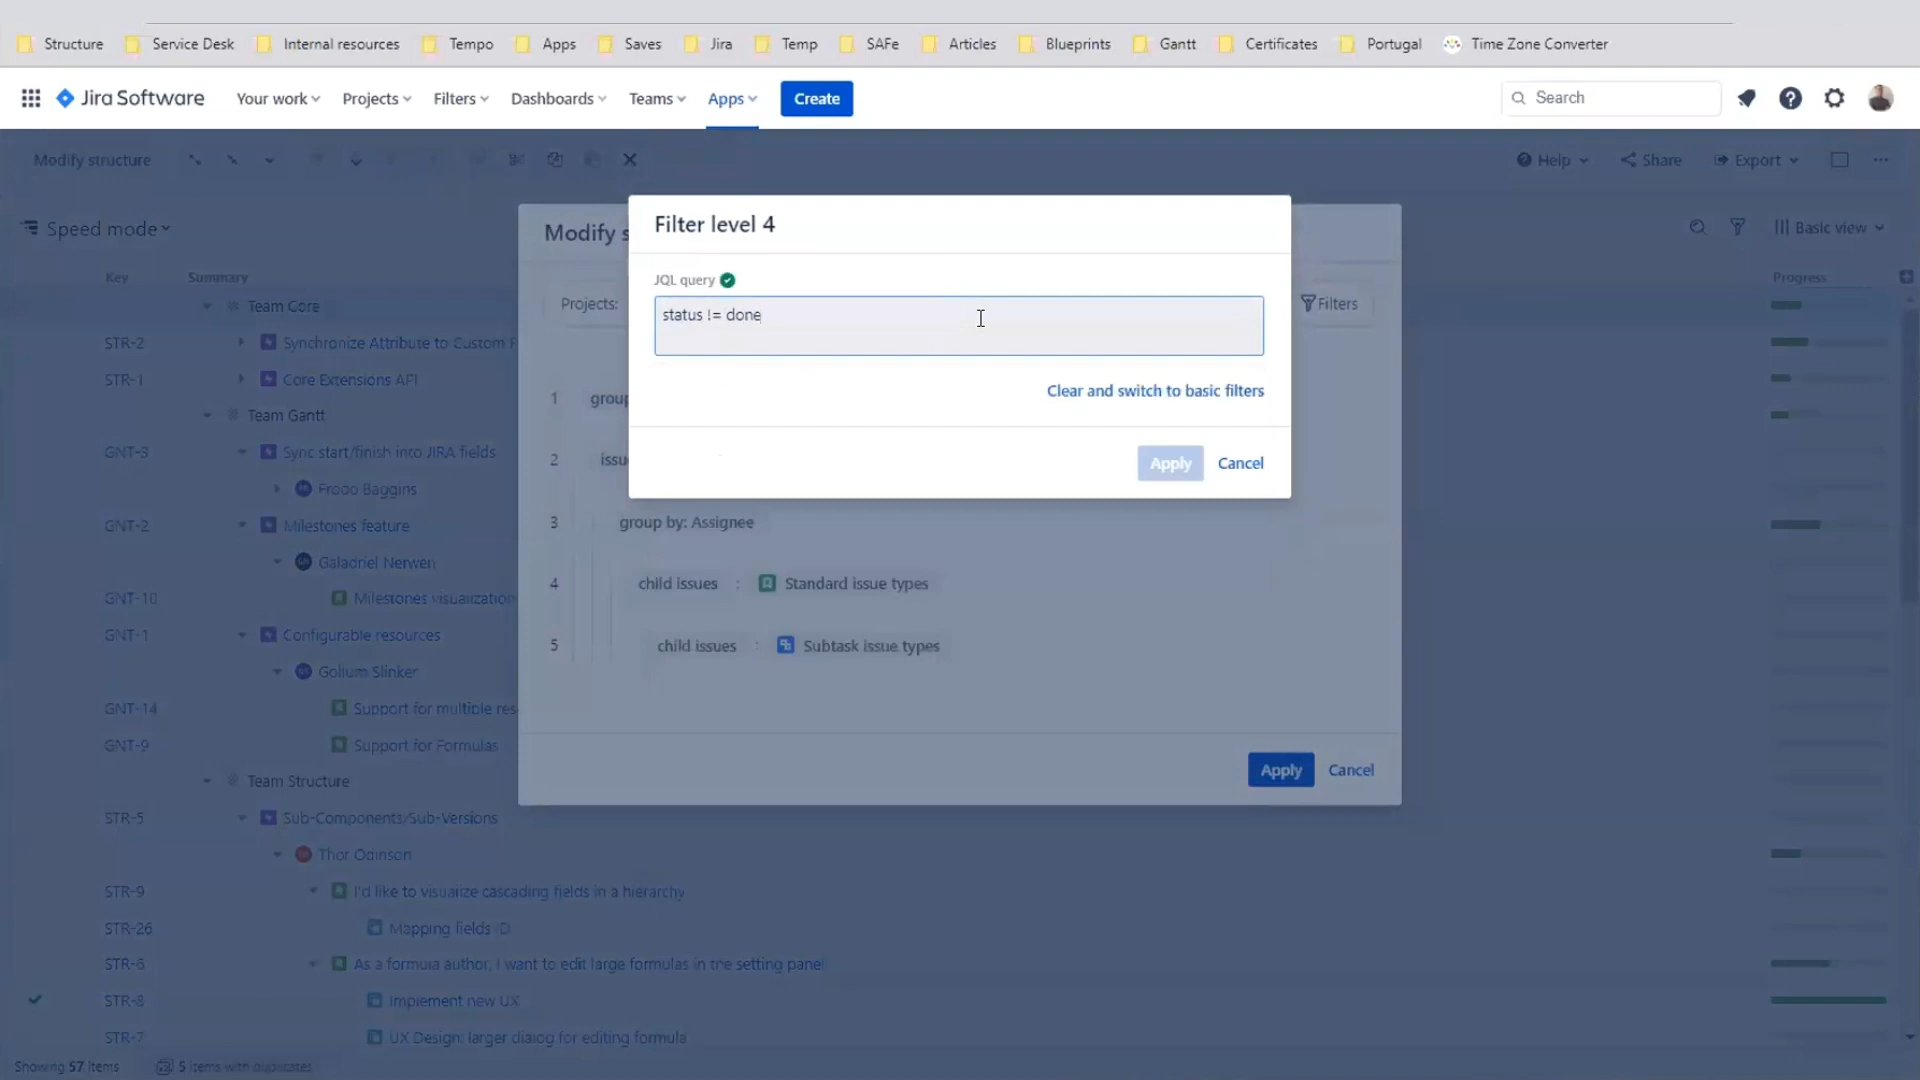 Structure Service Desk Internal resources Tempo Apps Saves Jira Temp SAFe Articles Blueprints Gantt Certificates Portugal Time Zone Converter
Jira Software Your work Projects Filters Dashboards Teams Apps Create Search
Modify structure Help Share Export
Speed mode Basic view
Key Summary Progress
Team Core
STR-2 Synchronize Attribute to Custom F
STR-1 Core Extensions API
Team Gantt
GNT-3 Sync start/finish into JIRA fields
Frodo Baggins
GNT-2 Milestones feature
Galadriel Nerwen
GNT-10 Milestones visualization
GNT-1 Configurable resources
Gollum Slinker
GNT-14 Support for multiple res
GNT-9 Support for Formulas
Team Structure
STR-5 Sub-Components/Sub-Versions
Thor Odinson
STR-9 I'd like to visualize cascading fields in a hierarchy
STR-26 Mapping fields :D
STR-6 As a formula author, I want to edit large formulas in the setting panel
STR-8 Implement new UX
STR-7 UX Design: larger dialog for editing formula
Showing 57 items 5 items with duplicates
Modify s
Projects: Filters
1 group
2 issu
3 group by: Assignee
4 child issues : Standard issue types
5 child issues : Subtask issue types
Apply Cancel
Filter level 4
JQL query
status != done
Clear and switch to basic filters
Apply Cancel